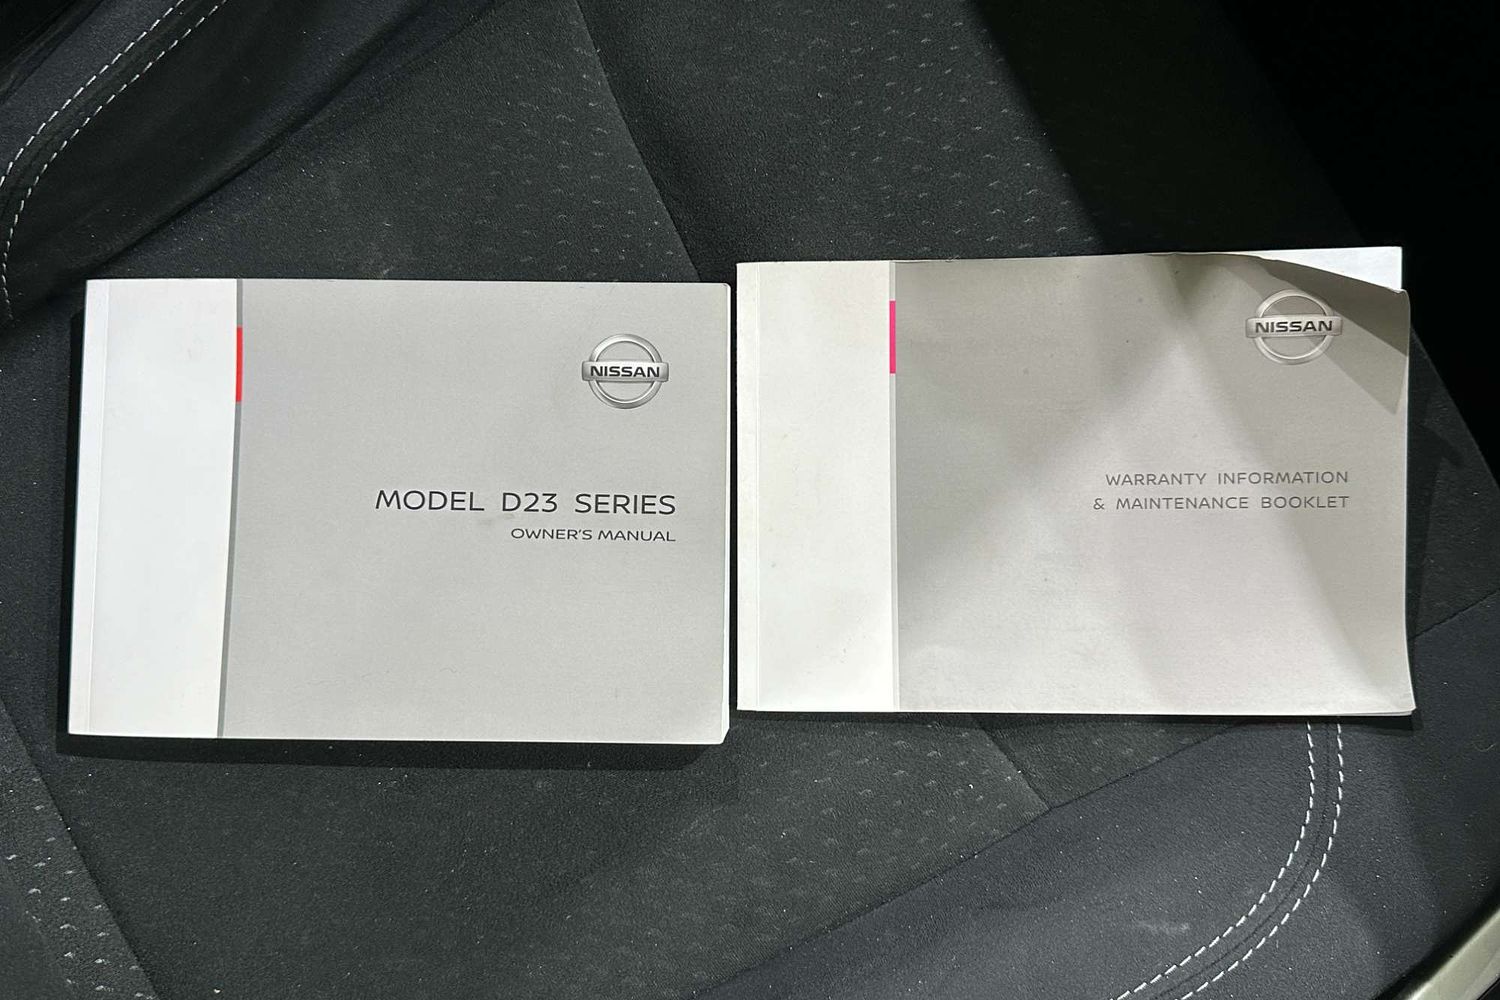 NISSAN
MODEL D23 SERIES
OWNER'S MANUAL
NISSAN
WARRANTY INFORMATION
& MAINTENANCE BOOKLET